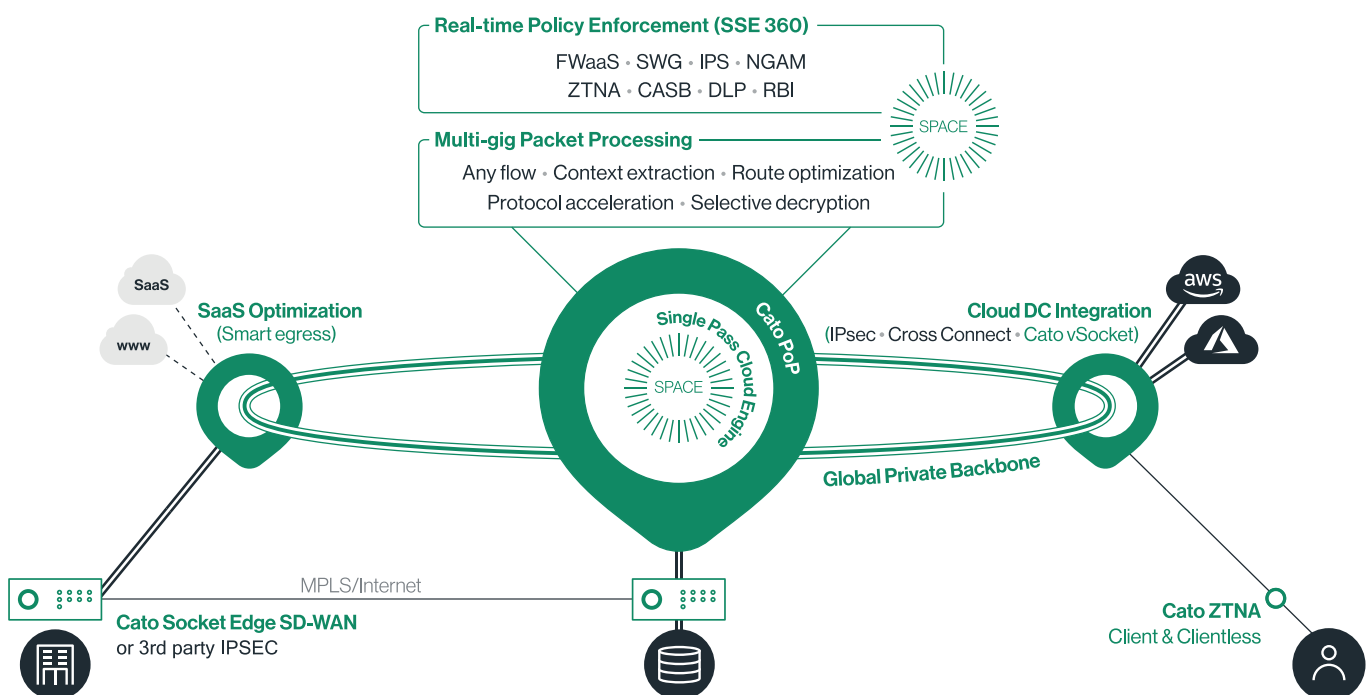 Real-time Policy Enforcement (SSE 360)
FWaaS • SWG • IPS • NGAM
ZTNA • CASB • DLP • RBI
SPACE
Multi-gig Packet Processing
Any flow • Context extraction • Route optimization
Protocol acceleration • Selective decryption
SaaS
www
SaaS Optimization
(Smart egress)
Single Pass Cloud Engine
SPACE
Cato PoP
aws
Cloud DC Integration
(IPsec • Cross Connect • Cato vSocket)
Global Private Backbone
MPLS/Internet
Cato Socket Edge SD-WAN
or 3rd party IPSEC
Cato ZTNA
Client & Clientless